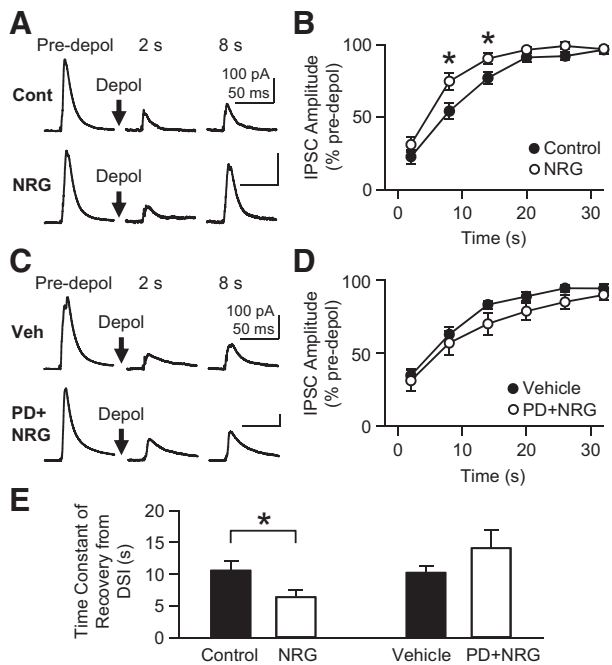 A
Pre-depol 2 s 8 s
Cont
Depol
100 pA
50 ms
NRG
Depol
B
IPSC Amplitude
(% pre-depol)
100
50
0
* *
Control
NRG
0 10 20 30
Time (s)
C
Pre-depol 2 s 8 s
Veh
Depol
100 pA
50 ms
PD+
NRG
Depol
D
IPSC Amplitude
(% pre-depol)
100
50
0
Vehicle
PD+NRG
0 10 20 30
Time (s)
E
Time Constant of
Recovery from
DSI (s)
20
15
10
5
0
*
Control NRG Vehicle PD+NRG